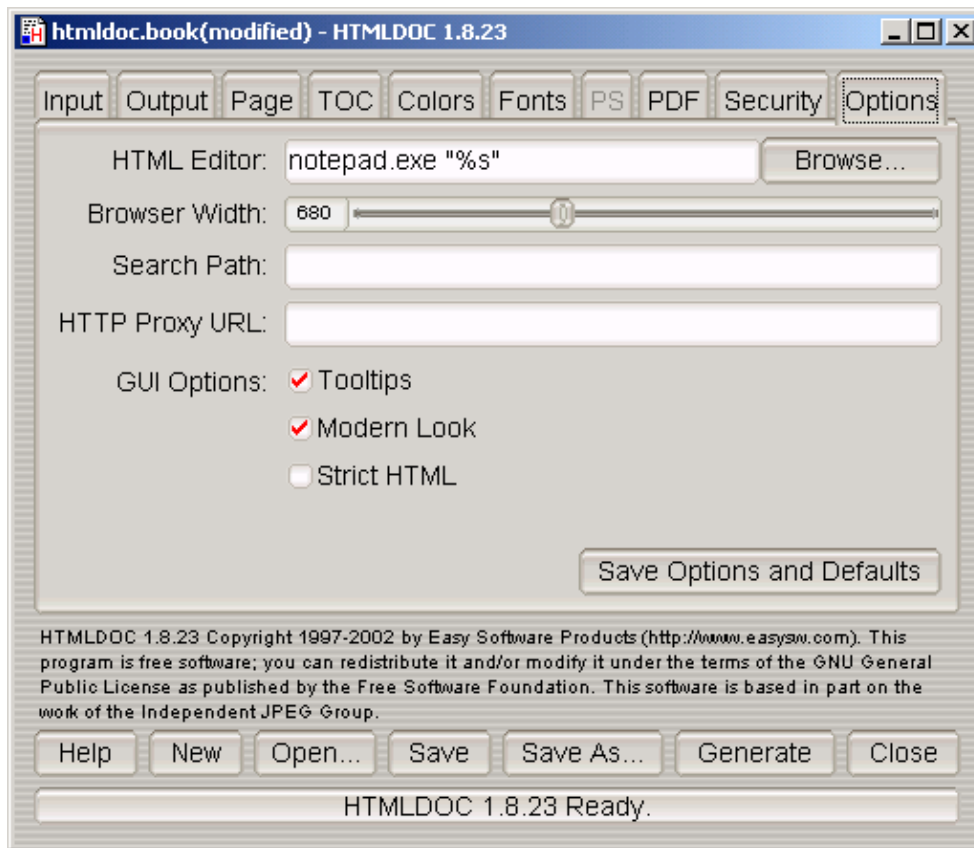 htmldoc.book(modified) - HTMLDOC 1.8.23
Input Output Page TOC Colors Fonts PS PDF Security Options
HTML Editor: notepad.exe "%s" Browse...
Browser Width: 680
Search Path:
HTTP Proxy URL:
GUI Options: Tooltips
Modern Look
Strict HTML
Save Options and Defaults
HTMLDOC 1.8.23 Copyright 1997-2002 by Easy Software Products (http://www.easysw.com). This
program is free software; you can redistribute it and/or modify it under the terms of the GNU General
Public License as published by the Free Software Foundation. This software is based in part on the
work of the Independent JPEG Group.
Help New Open... Save Save As... Generate Close
HTMLDOC 1.8.23 Ready.